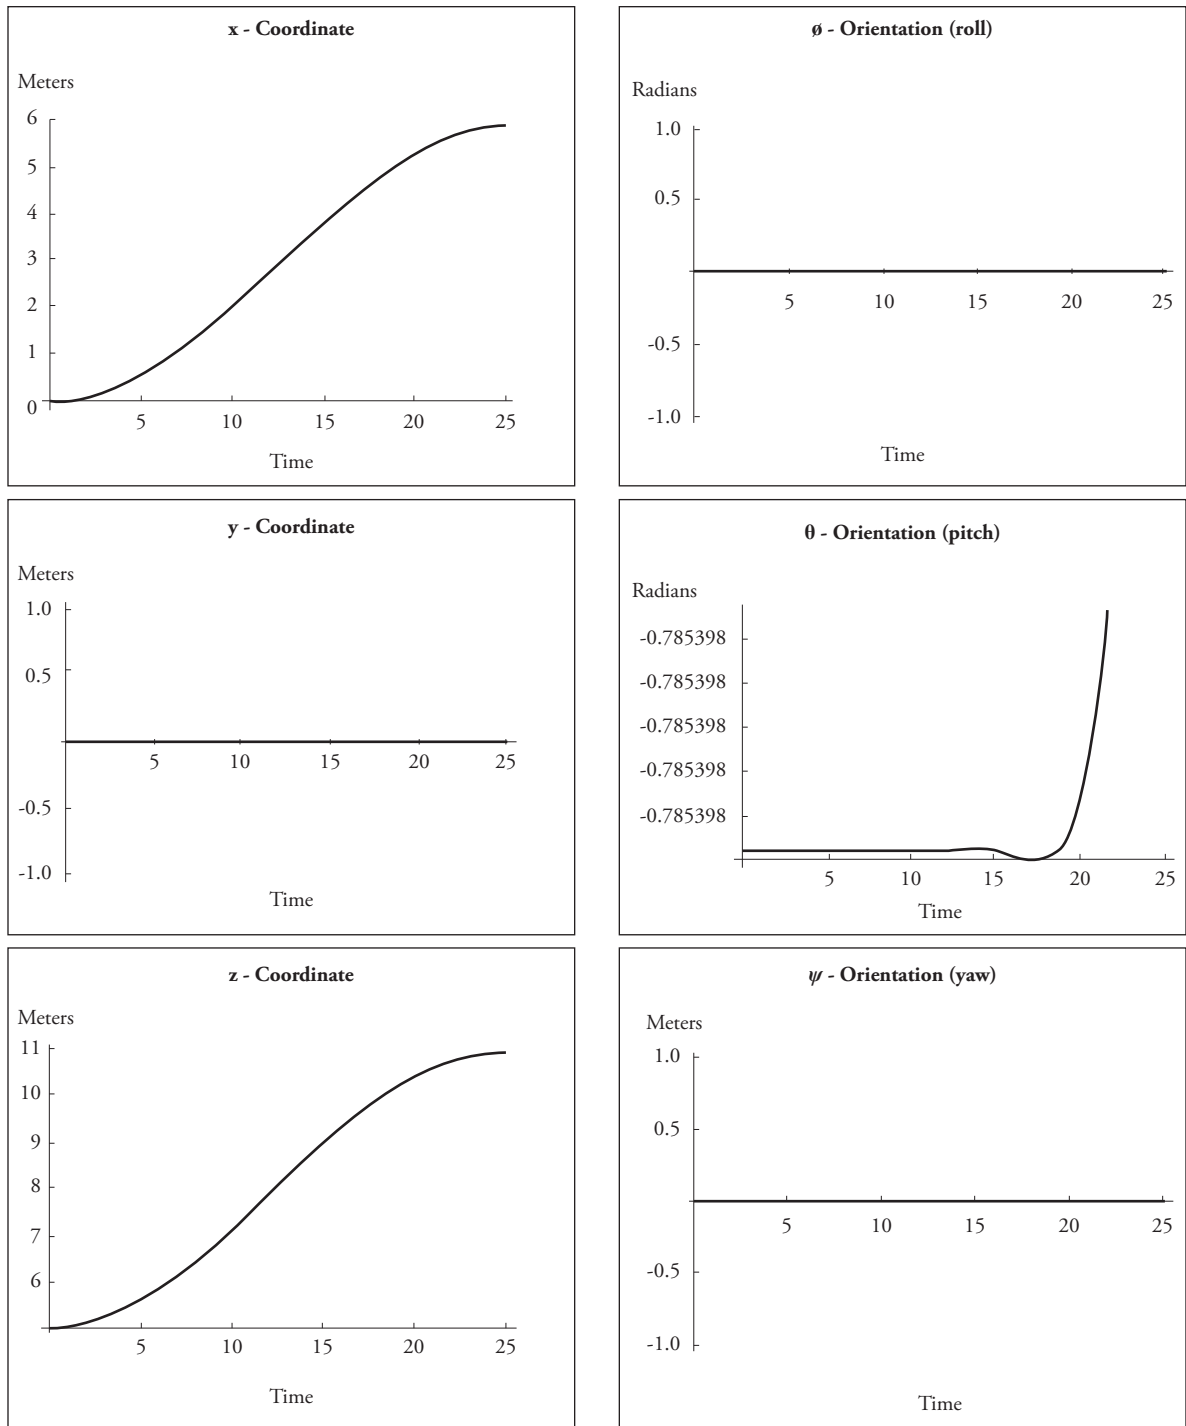 x - Coordinate
Meters
6
5
4
3
2
1
0
5 10 15 20 25
Time
ø - Orientation (roll)
Radians
1.0
0.5
5 10 15 20 25
-0.5
-1.0
Time
y - Coordinate
Meters
1.0
0.5
5 10 15 20 25
-0.5
-1.0
Time
θ - Orientation (pitch)
Radians
-0.785398
-0.785398
-0.785398
-0.785398
-0.785398
5 10 15 20 25
Time
z - Coordinate
Meters
11
10
9
8
7
6
5 10 15 20 25
Time
ψ - Orientation (yaw)
Meters
1.0
0.5
5 10 15 20 25
-0.5
-1.0
Time